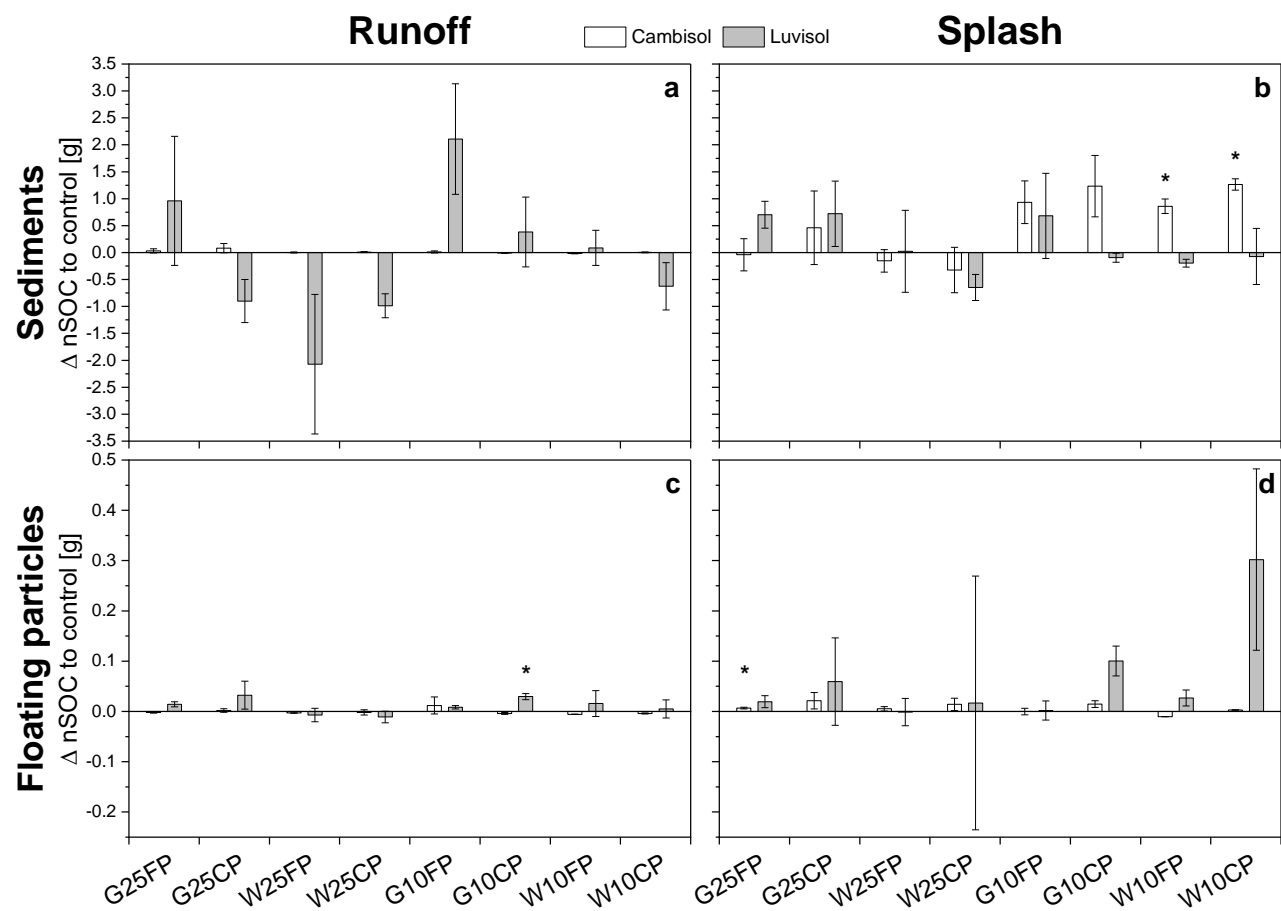 Runoff
Cambisol
Luvisol
Splash
Sediments
Δ nSOC to control [g]
3.5
3.0
2.5
2.0
1.5
1.0
0.5
0.0
-0.5
-1.0
-1.5
-2.0
-2.5
-3.0
-3.5
a
b
*
*
Floating particles
Δ nSOC to control [g]
0.5
0.4
0.3
0.2
0.1
0.0
-0.1
-0.2
c
*
d
*
G25FP
G25CP
W25FP
W25CP
G10FP
G10CP
W10FP
W10CP
G25FP
G25CP
W25FP
W25CP
G10FP
G10CP
W10FP
W10CP